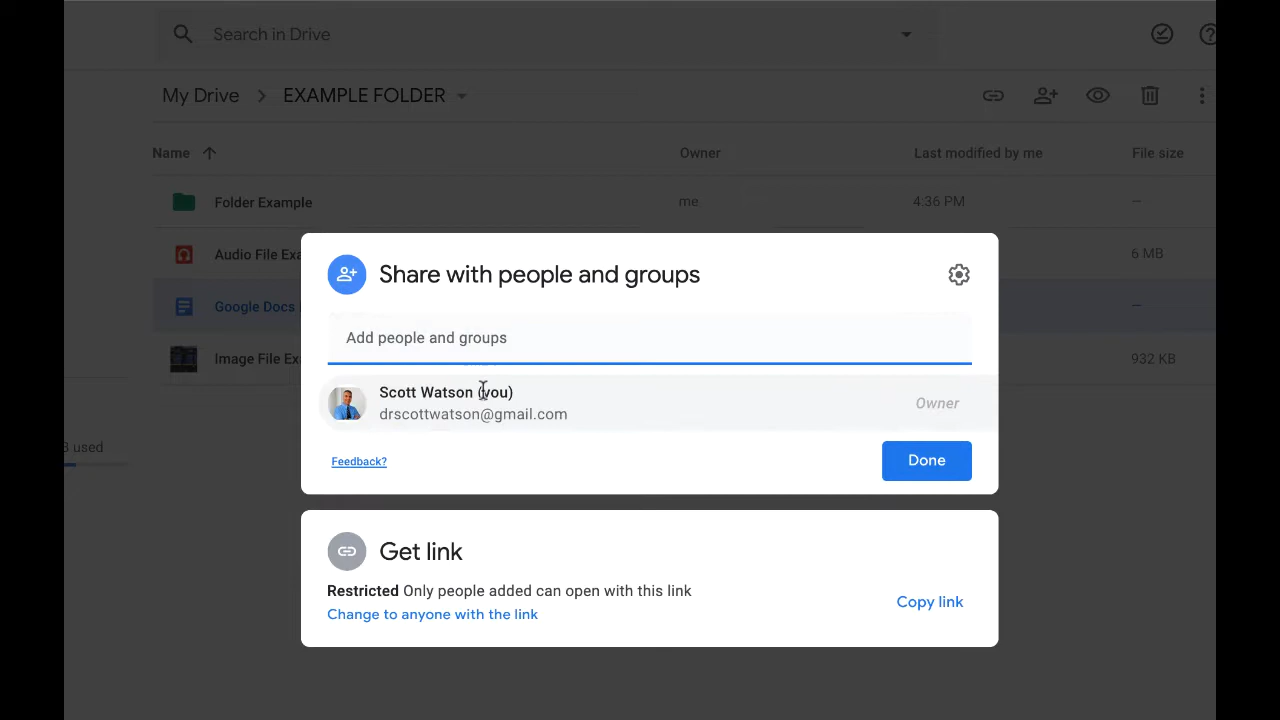 Search in Drive
My Drive > EXAMPLE FOLDER
Name Owner Last modified by me File size
Folder Example me 4:36 PM –
Audio File Exa 6 MB
Google Docs –
Image File Exa 932 KB
used
Share with people and groups
Add people and groups
Scott Watson (you)
drscottwatson@gmail.com
Owner
Feedback?
Done
Get link
Restricted Only people added can open with this link
Change to anyone with the link
Copy link